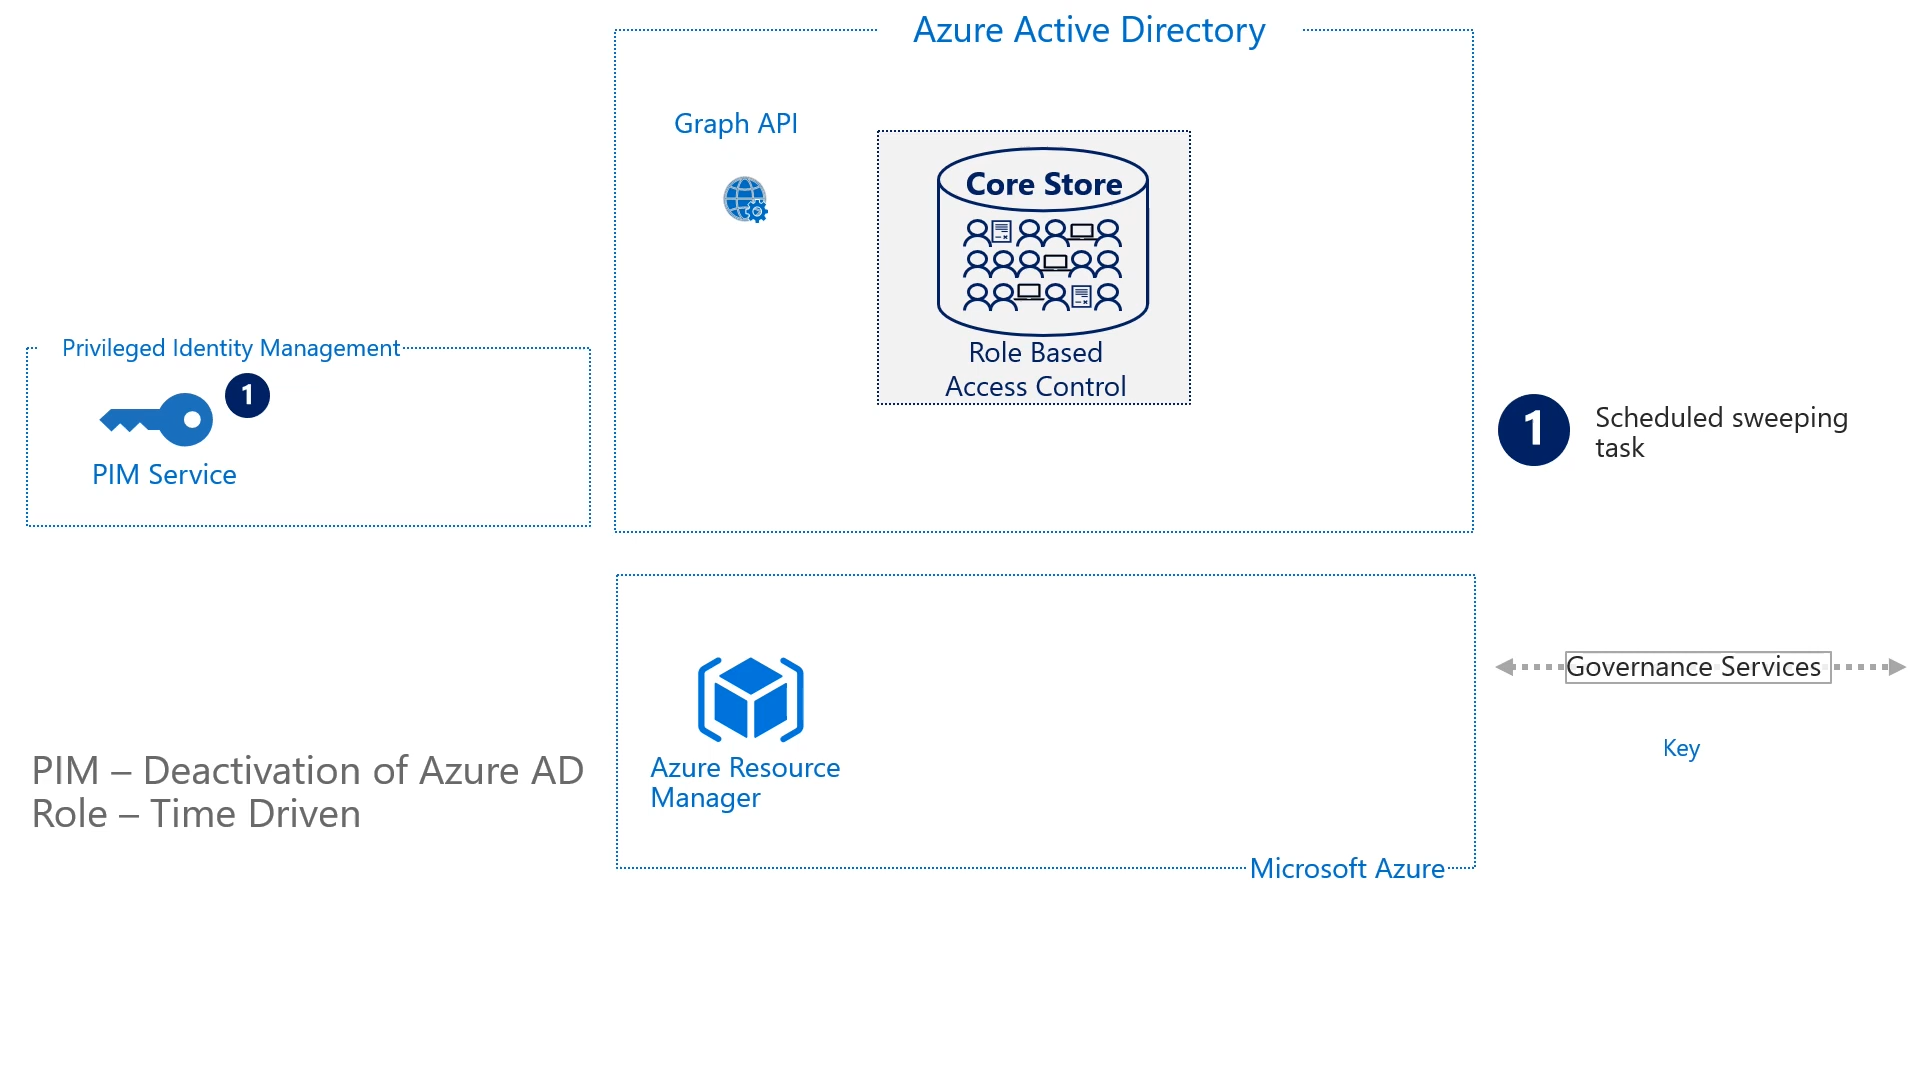 Azure Active Directory
Graph API
Core Store
Role Based
Access Control
Privileged Identity Management
1
PIM Service
1
Scheduled sweeping
task
Governance Services
Key
Azure Resource
Manager
Microsoft Azure
PIM – Deactivation of Azure AD
Role – Time Driven